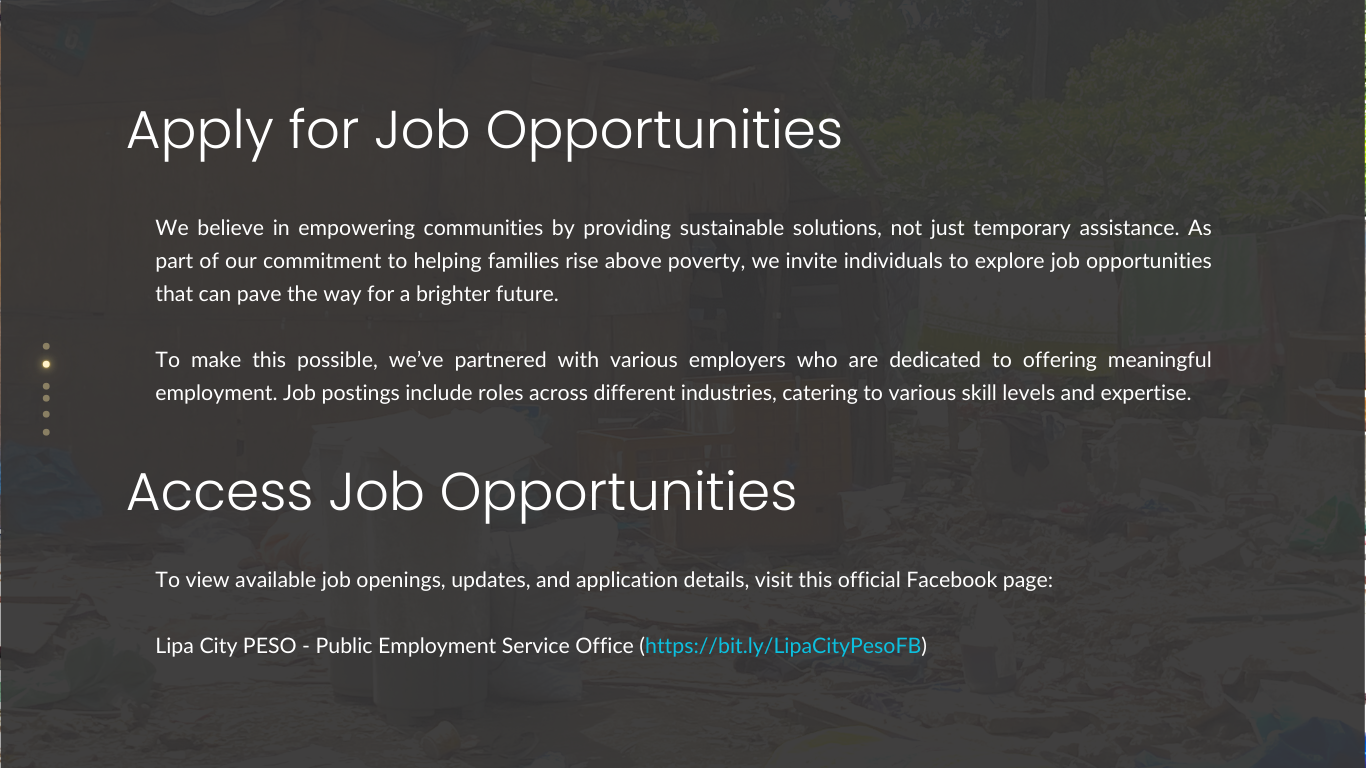 Apply for Job Opportunities
We believe in empowering communities by providing sustainable solutions, not just temporary assistance. As
part of our commitment to helping families rise above poverty, we invite individuals to explore job opportunities
that can pave the way for a brighter future.
To make this possible, we’ve partnered with various employers who are dedicated to offering meaningful
employment. Job postings include roles across different industries, catering to various skill levels and expertise.
Access Job Opportunities
To view available job openings, updates, and application details, visit this official Facebook page:
Lipa City PESO - Public Employment Service Office (https://bit.ly/LipaCityPesoFB)